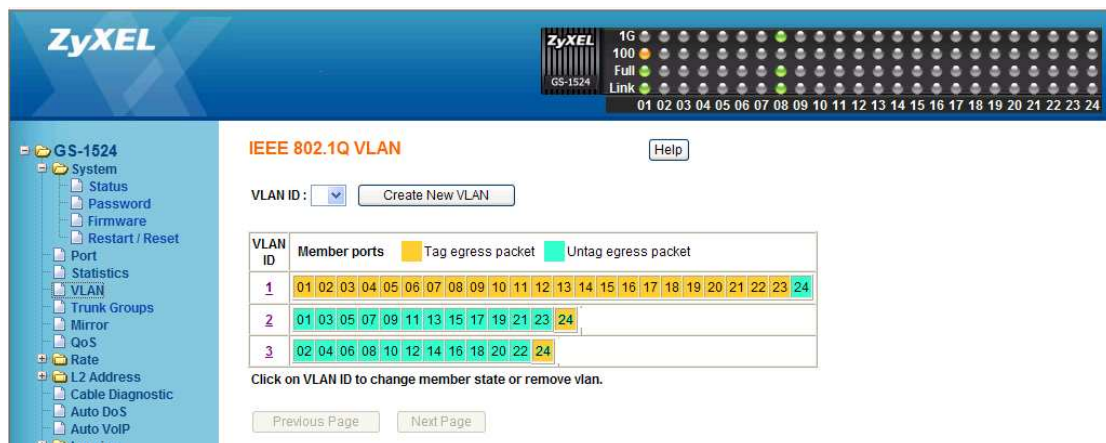 ZyXEL
ZyXEL
GS-1524
1G
100
Full
Link
01 02 03 04 05 06 07 08 09 10 11 12 13 14 15 16 17 18 19 20 21 22 23 24
GS-1524
System
Status
Password
Firmware
Restart / Reset
Port
Statistics
VLAN
Trunk Groups
Mirror
QoS
Rate
L2 Address
Cable Diagnostic
Auto DoS
Auto VoIP
IEEE 802.1Q VLAN
Help
VLAN ID :
Create New VLAN
VLAN ID
Member ports Tag egress packet Untag egress packet
1 01 02 03 04 05 06 07 08 09 10 11 12 13 14 15 16 17 18 19 20 21 22 23 24
2 01 03 05 07 09 11 13 15 17 19 21 23 24
3 02 04 06 08 10 12 14 16 18 20 22 24
Click on VLAN ID to change member state or remove vlan.
Previous Page Next Page